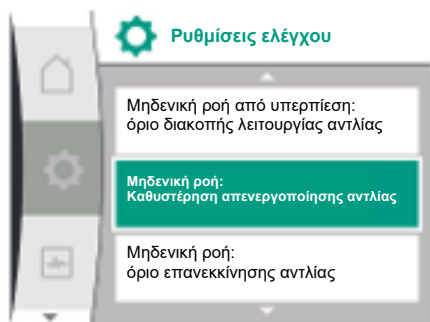 Ρυθμίσεις ελέγχου
Μηδενική ροή από υπερπίεση:
όριο διακοπής λειτουργίας αντλίας
Μηδενική ροή:
Καθυστέρηση απενεργοποίησης αντλίας
Μηδενική ροή:
όριο επανεκκίνησης αντλίας